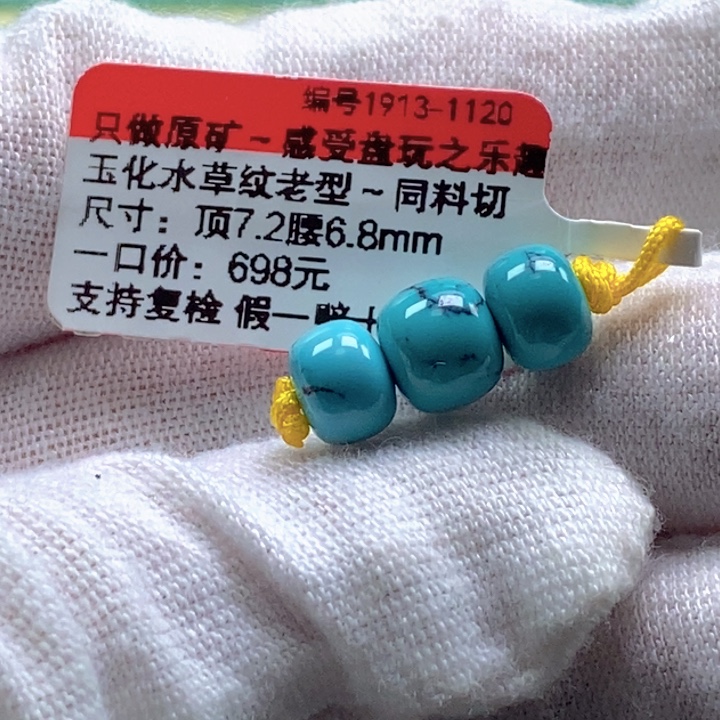 编号1913-1120
只做原矿~感受盘玩之乐趣
玉化水草纹老型~同料切
尺寸：顶7.2腰6.8mm
一口价：698元
支持复检 假一赔十